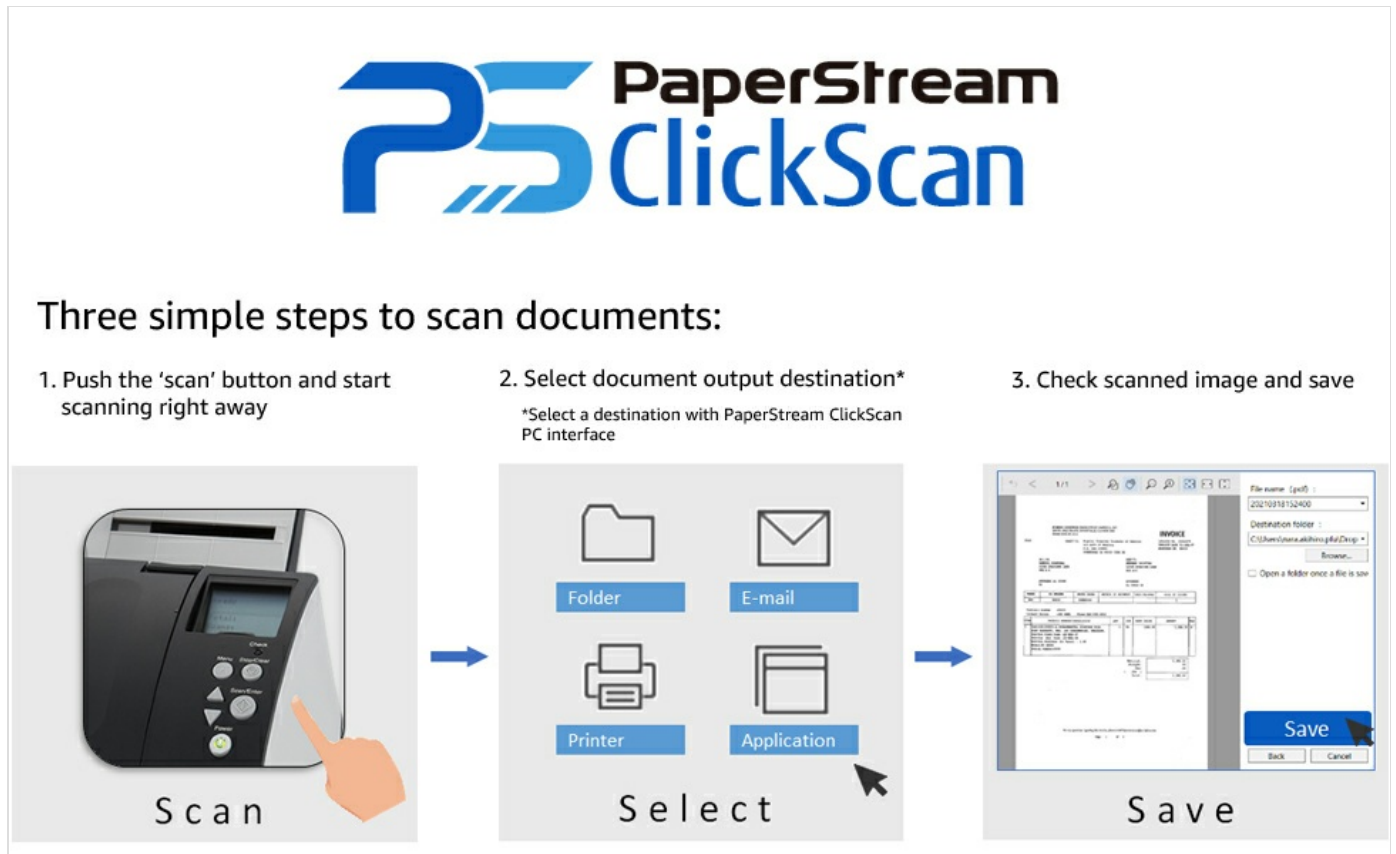 PS PaperStream
ClickScan
Three simple steps to scan documents:
1. Push the ‘scan’ button and start
scanning right away
2. Select document output destination*
*Select a destination with PaperStream ClickScan
PC interface
3. Check scanned image and save
Check
Menu Stop/Clear
Scan/Enter
Power
Scan
Folder
E-mail
Printer
Application
Select
1/1
INVOICE
File name (.pdf) :
20210318152400
Destination folder :
Browse...
Open a folder once a file is sav
Save
Back
Cancel
Save